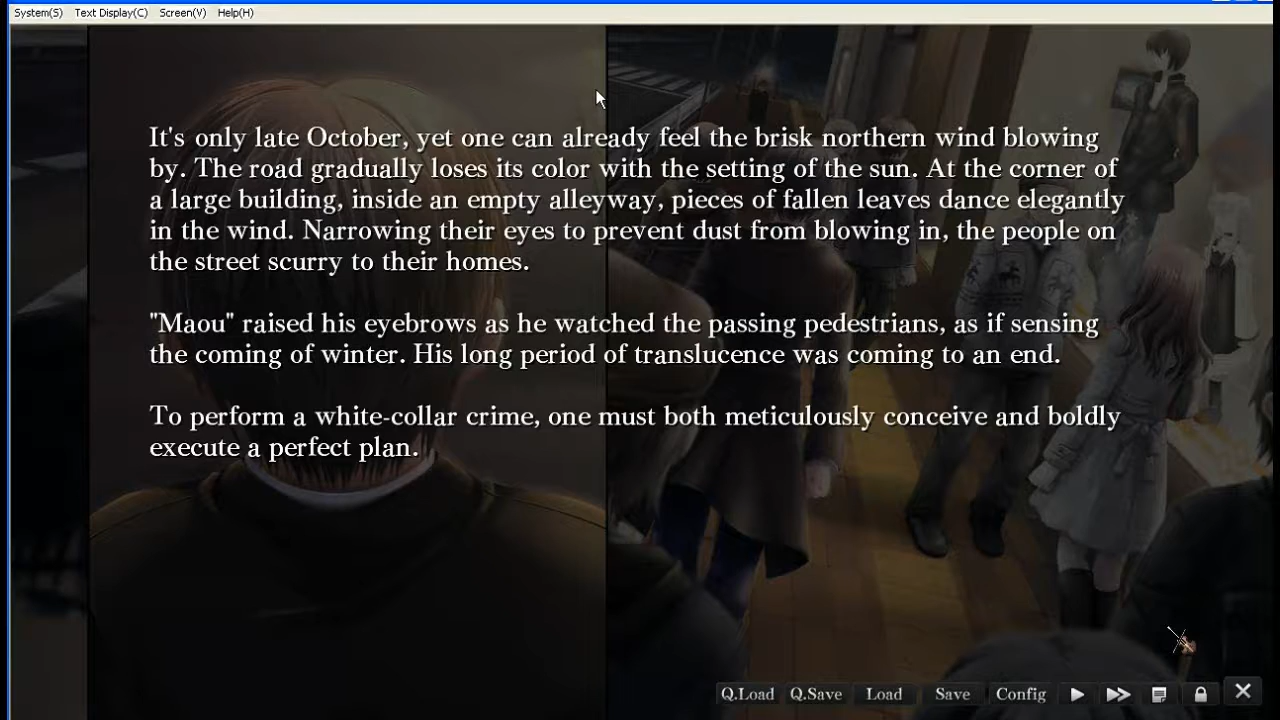 System(S) Text Display(C) Screen(V) Help(H)
It's only late October, yet one can already feel the brisk northern wind blowing
by. The road gradually loses its color with the setting of the sun. At the corner of
a large building, inside an empty alleyway, pieces of fallen leaves dance elegantly
in the wind. Narrowing their eyes to prevent dust from blowing in, the people on
the street scurry to their homes.
"Maou" raised his eyebrows as he watched the passing pedestrians, as if sensing
the coming of winter. His long period of translucence was coming to an end.
To perform a white-collar crime, one must both meticulously conceive and boldly
execute a perfect plan.
Q.Load Q.Save Load Save Config